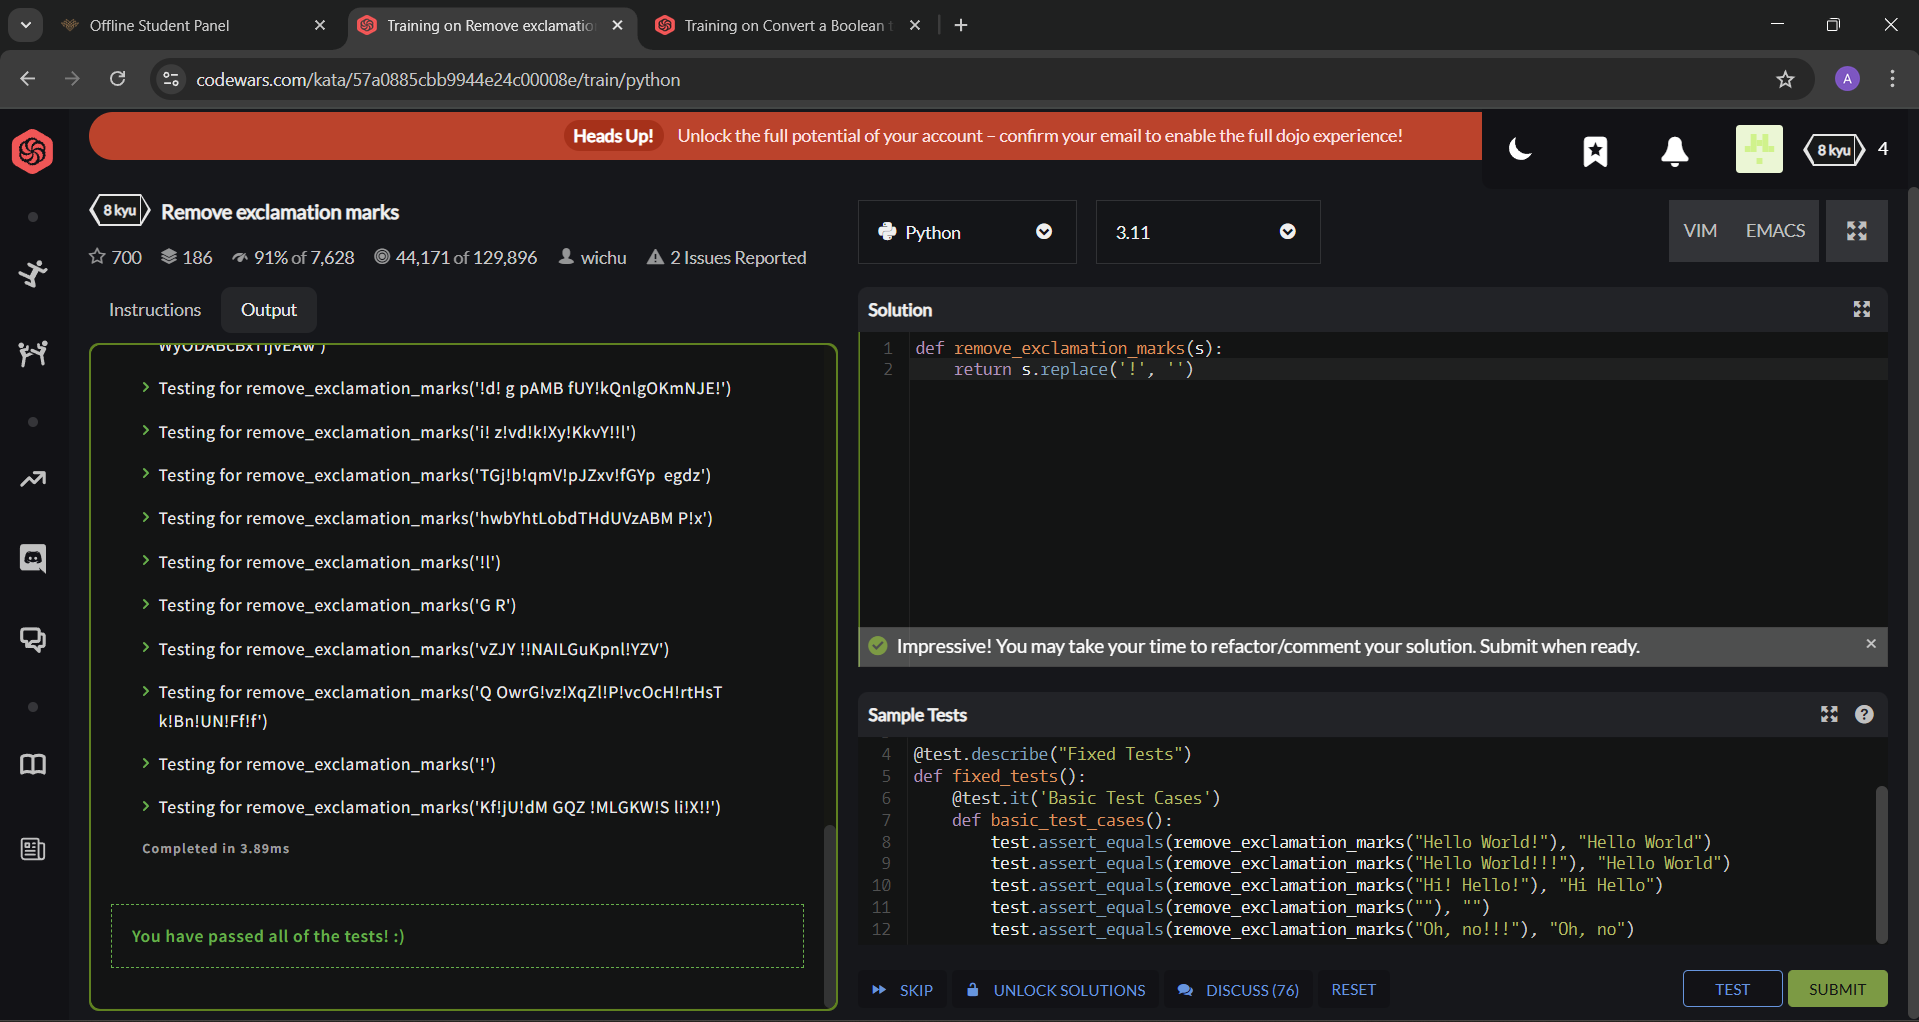 Offline Student Panel
Training on Remove exclamatio
Training on Convert a Boolean t
codewars.com/kata/57a0885cbb9944e24c00008e/train/python
A
Heads Up! Unlock the full potential of your account – confirm your email to enable the full dojo experience!
8 kyu 4
8 kyu Remove exclamation marks
700 186 91% of 7,628 44,171 of 129,896 wichu 2 Issues Reported
Python
3.11
VIM EMACS
Instructions Output
Testing for remove_exclamation_marks('!d! g pAMB fUY!kQnlgOKmNJE!')
Testing for remove_exclamation_marks('i! z!vd!k!Xy!KkvY!!l')
Testing for remove_exclamation_marks('TGj!b!qmV!pJZxv!fGYp  egdz')
Testing for remove_exclamation_marks('hwbYhtLobdTHdUVzABM P!x')
Testing for remove_exclamation_marks('!l')
Testing for remove_exclamation_marks('G R')
Testing for remove_exclamation_marks('vZJY !!NAILGuKpnl!YZV')
Testing for remove_exclamation_marks('Q OwrG!vz!XqZl!P!vcOcH!rtHsT
k!Bn!UN!Ff!f')
Testing for remove_exclamation_marks('!')
Testing for remove_exclamation_marks('Kf!jU!dM GQZ !MLGKW!S li!X!!')
Completed in 3.89ms
You have passed all of the tests! :)
Solution
1 def remove_exclamation_marks(s):
2     return s.replace('!', '')
Impressive! You may take your time to refactor/comment your solution. Submit when ready.
Sample Tests
4 @test.describe("Fixed Tests")
5 def fixed_tests():
6     @test.it('Basic Test Cases')
7     def basic_test_cases():
8         test.assert_equals(remove_exclamation_marks("Hello World!"), "Hello World")
9         test.assert_equals(remove_exclamation_marks("Hello World!!!"), "Hello World")
10         test.assert_equals(remove_exclamation_marks("Hi! Hello!"), "Hi Hello")
11         test.assert_equals(remove_exclamation_marks(""), "")
12         test.assert_equals(remove_exclamation_marks("Oh, no!!!"), "Oh, no")
SKIP UNLOCK SOLUTIONS DISCUSS (76) RESET TEST SUBMIT